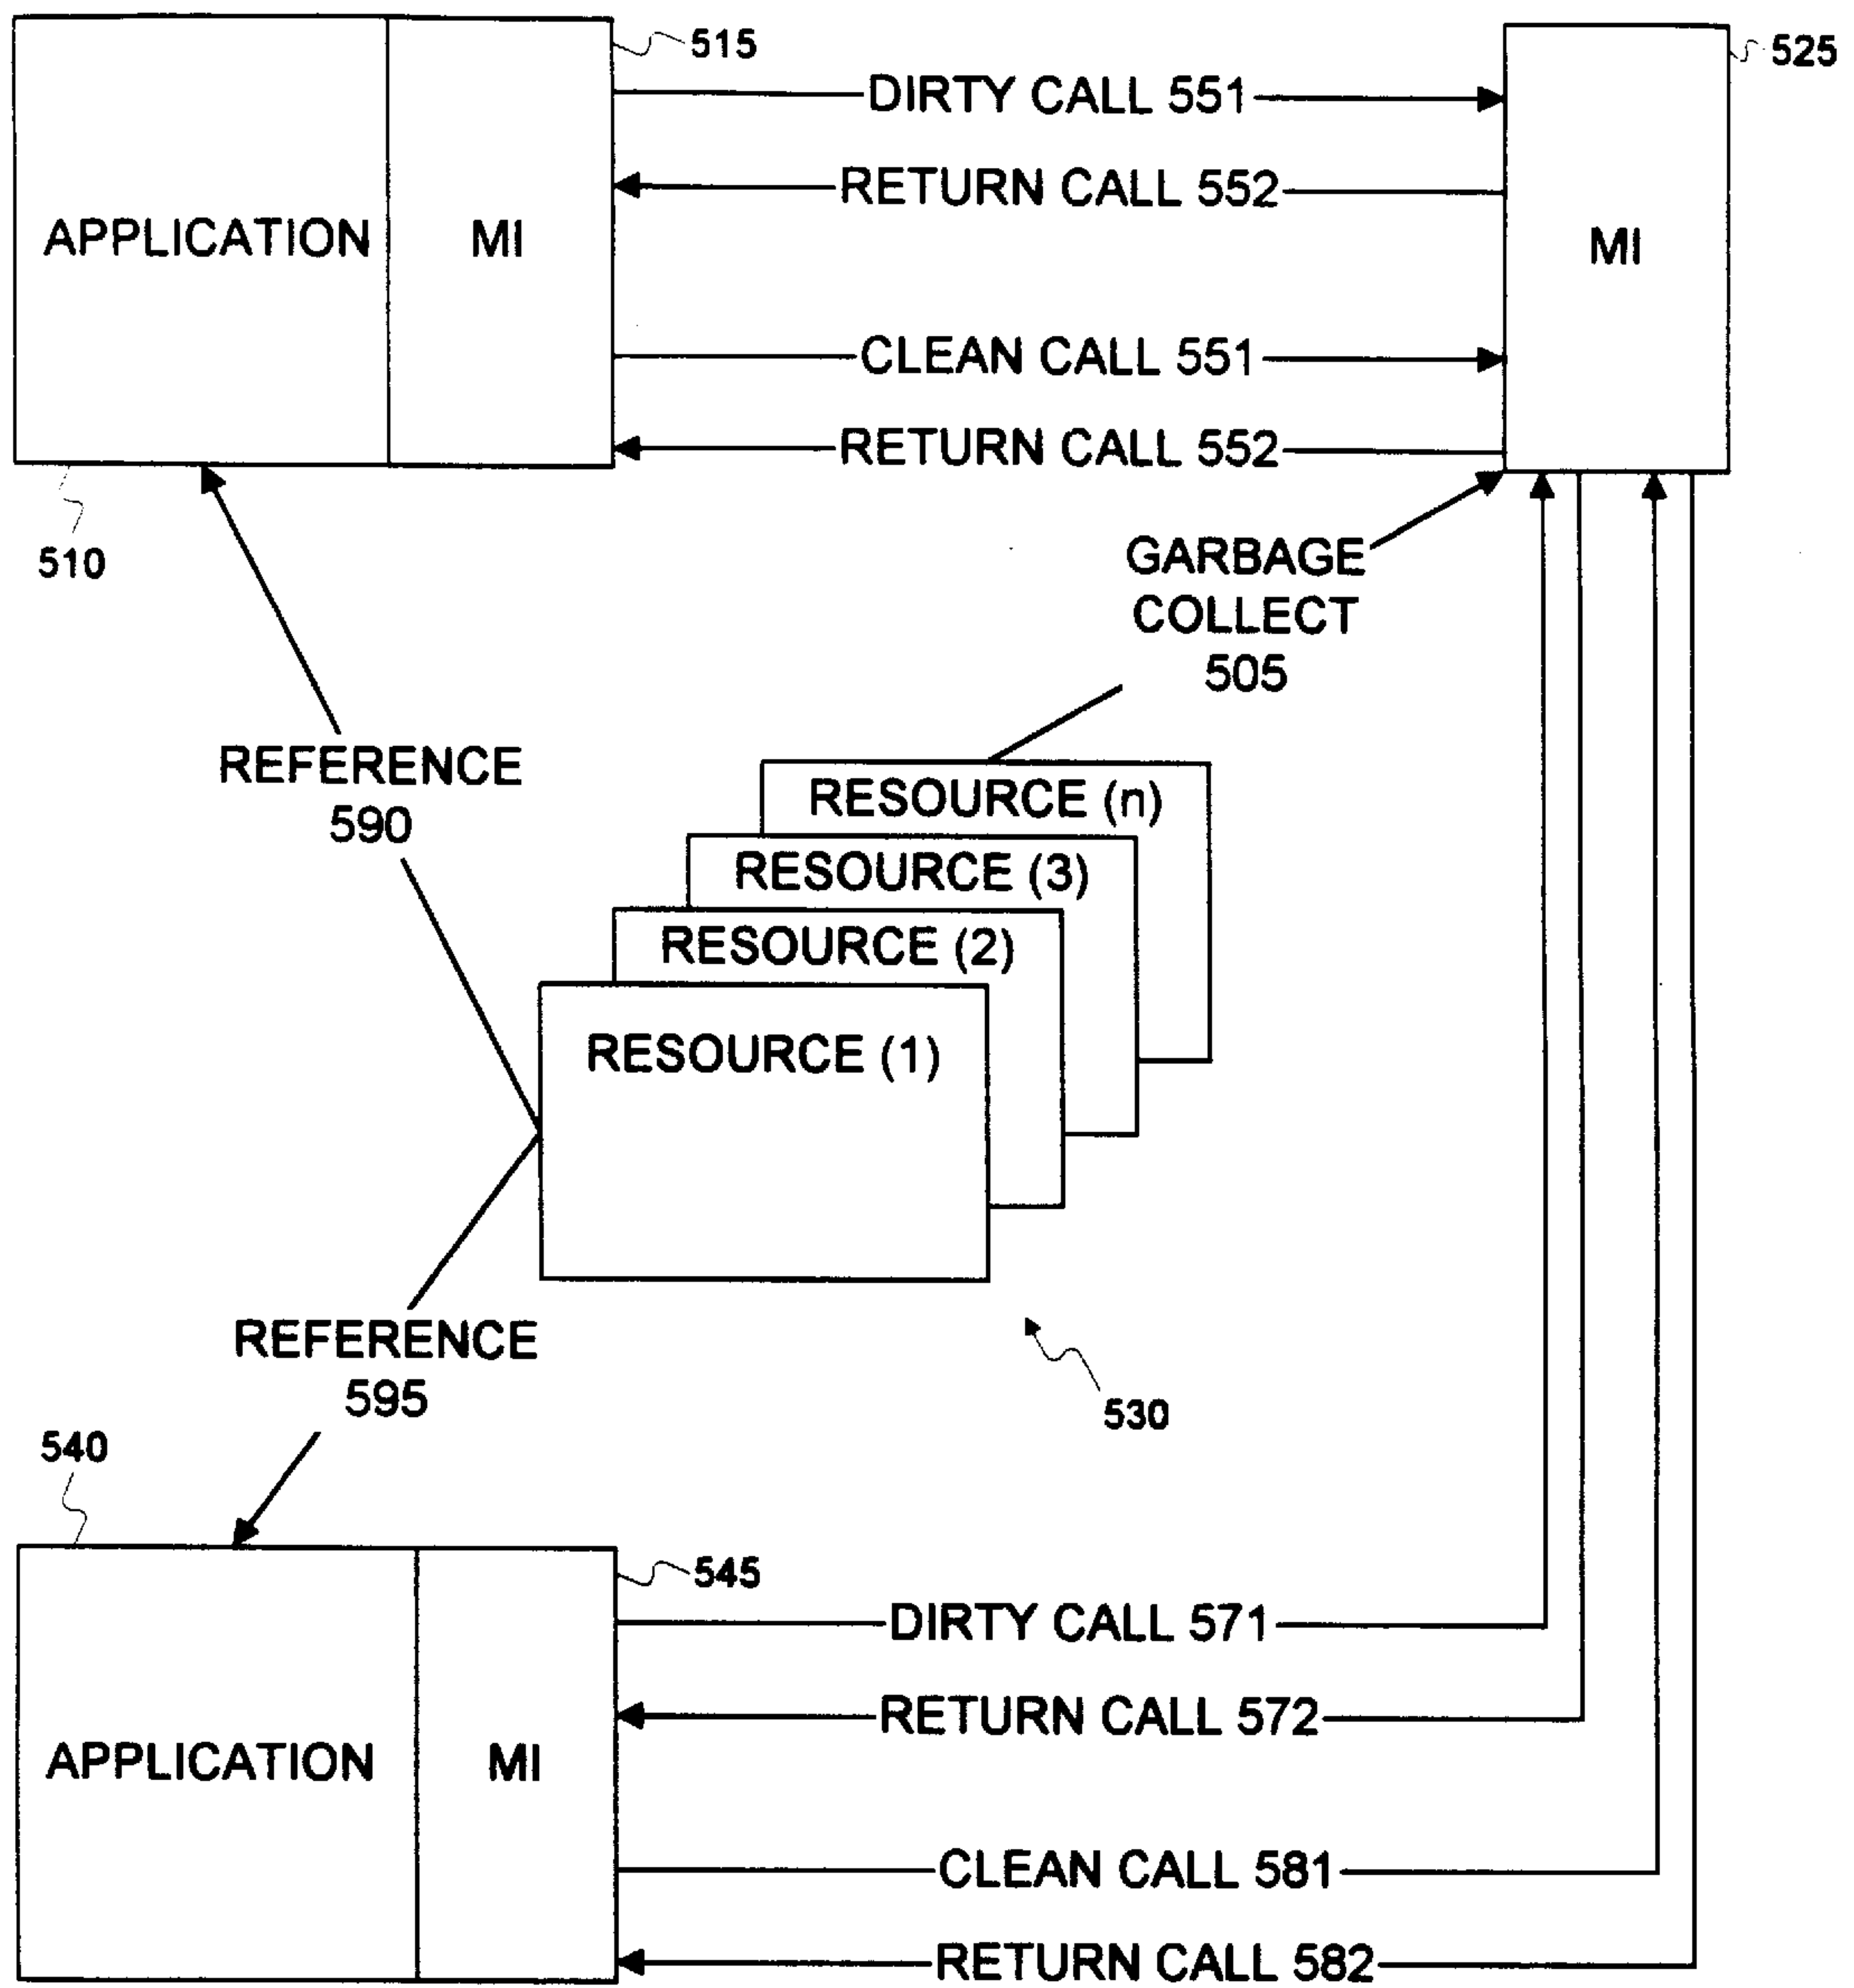 515
525
DIRTY CALL 551
RETURN CALL 552
APPLICATION
MI
MI
CLEAN CALL 551
RETURN CALL 552
510
GARBAGE
COLLECT
505
REFERENCE
590
RESOURCE (n)
RESOURCE (3)
RESOURCE (2)
RESOURCE (1)
REFERENCE
595
530
540
545
DIRTY CALL 571
RETURN CALL 572
APPLICATION
MI
CLEAN CALL 581
RETURN CALL 582